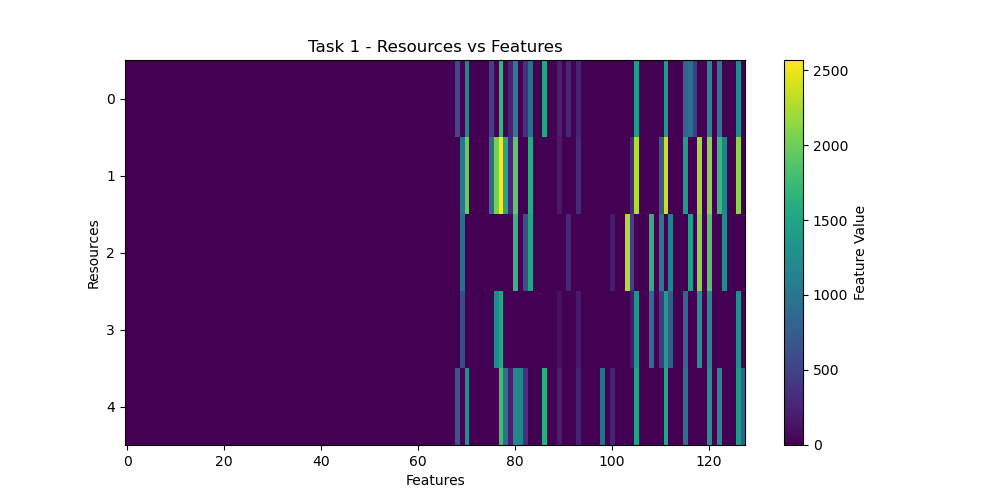 Task 1 - Resources vs Features
Resources
0
1
2
3
4
0 20 40 60 80 100 120
Features
2500
2000
1500
1000
500
0
Feature Value